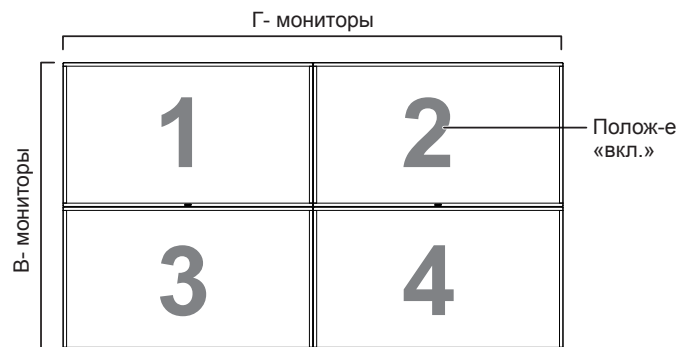 Г- мониторы
В- мониторы
1
2
Полож-е
«вкл.»
3
4